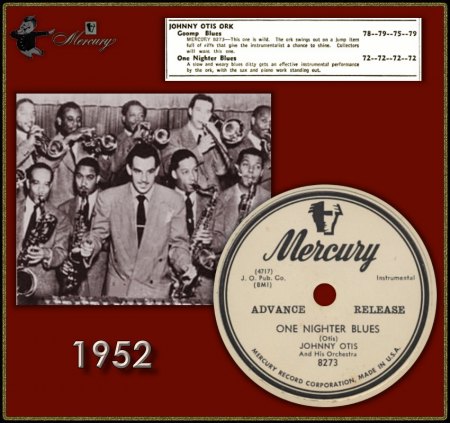 Mercury
JOHNNY OTIS ORK
Goomp Blues 78--79--75--79
MERCURY 8273—This one is wild. The ork swings out on a jump item
full of riffs that give the instrumentalist a chance to shine. Collectors
will want this one.
One Nighter Blues 72--72--72--72
A slow and weary blues ditty gets an effective instrumental performance
by the ork, with the sax and piano work standing out.
Mercury
(4717)
J. O. Pub. Co.
(BMI)
Instrumental
ADVANCE RELEASE
ONE NIGHTER BLUES
(Otis)
JOHNNY OTIS
And His Orchestra
8273
MERCURY RECORD CORPORATION, MADE IN U.S.A.
1952